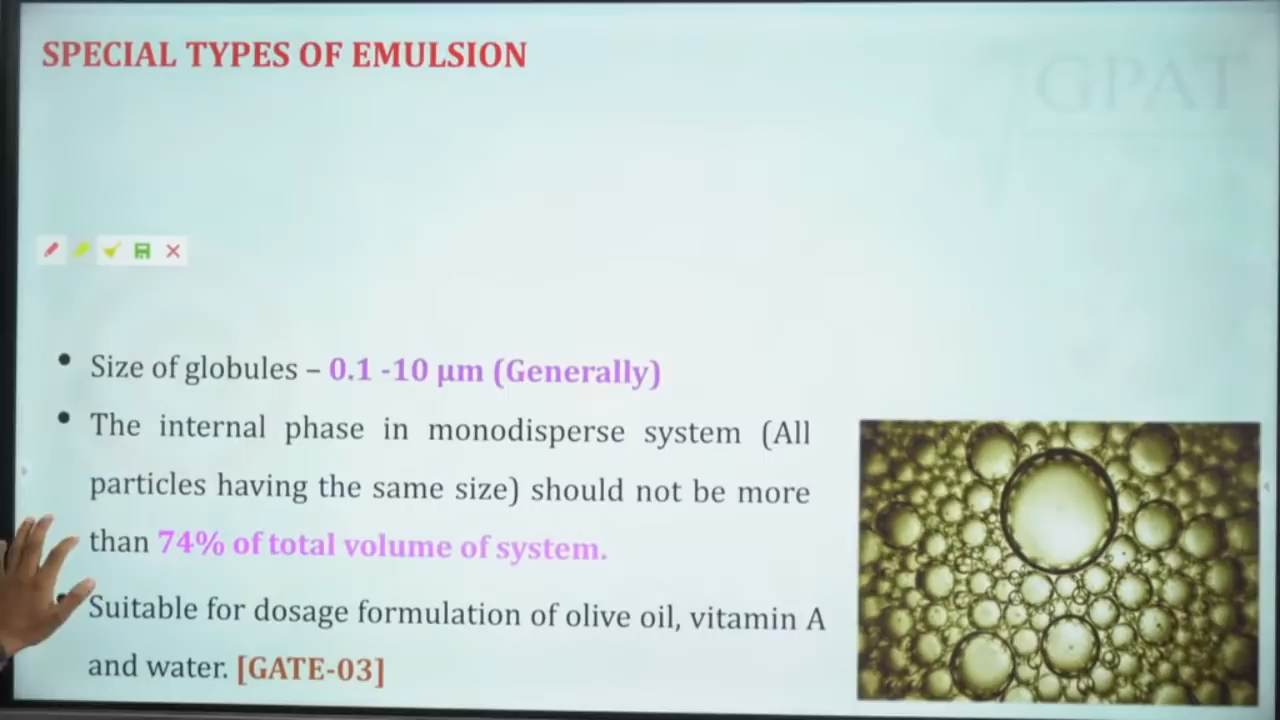 SPECIAL TYPES OF EMULSION
GPAT
• Size of globules – 0.1 -10 µm (Generally)
• The internal phase in monodisperse system (All
particles having the same size) should not be more
than 74% of total volume of system.
• Suitable for dosage formulation of olive oil, vitamin A
and water. [GATE-03]